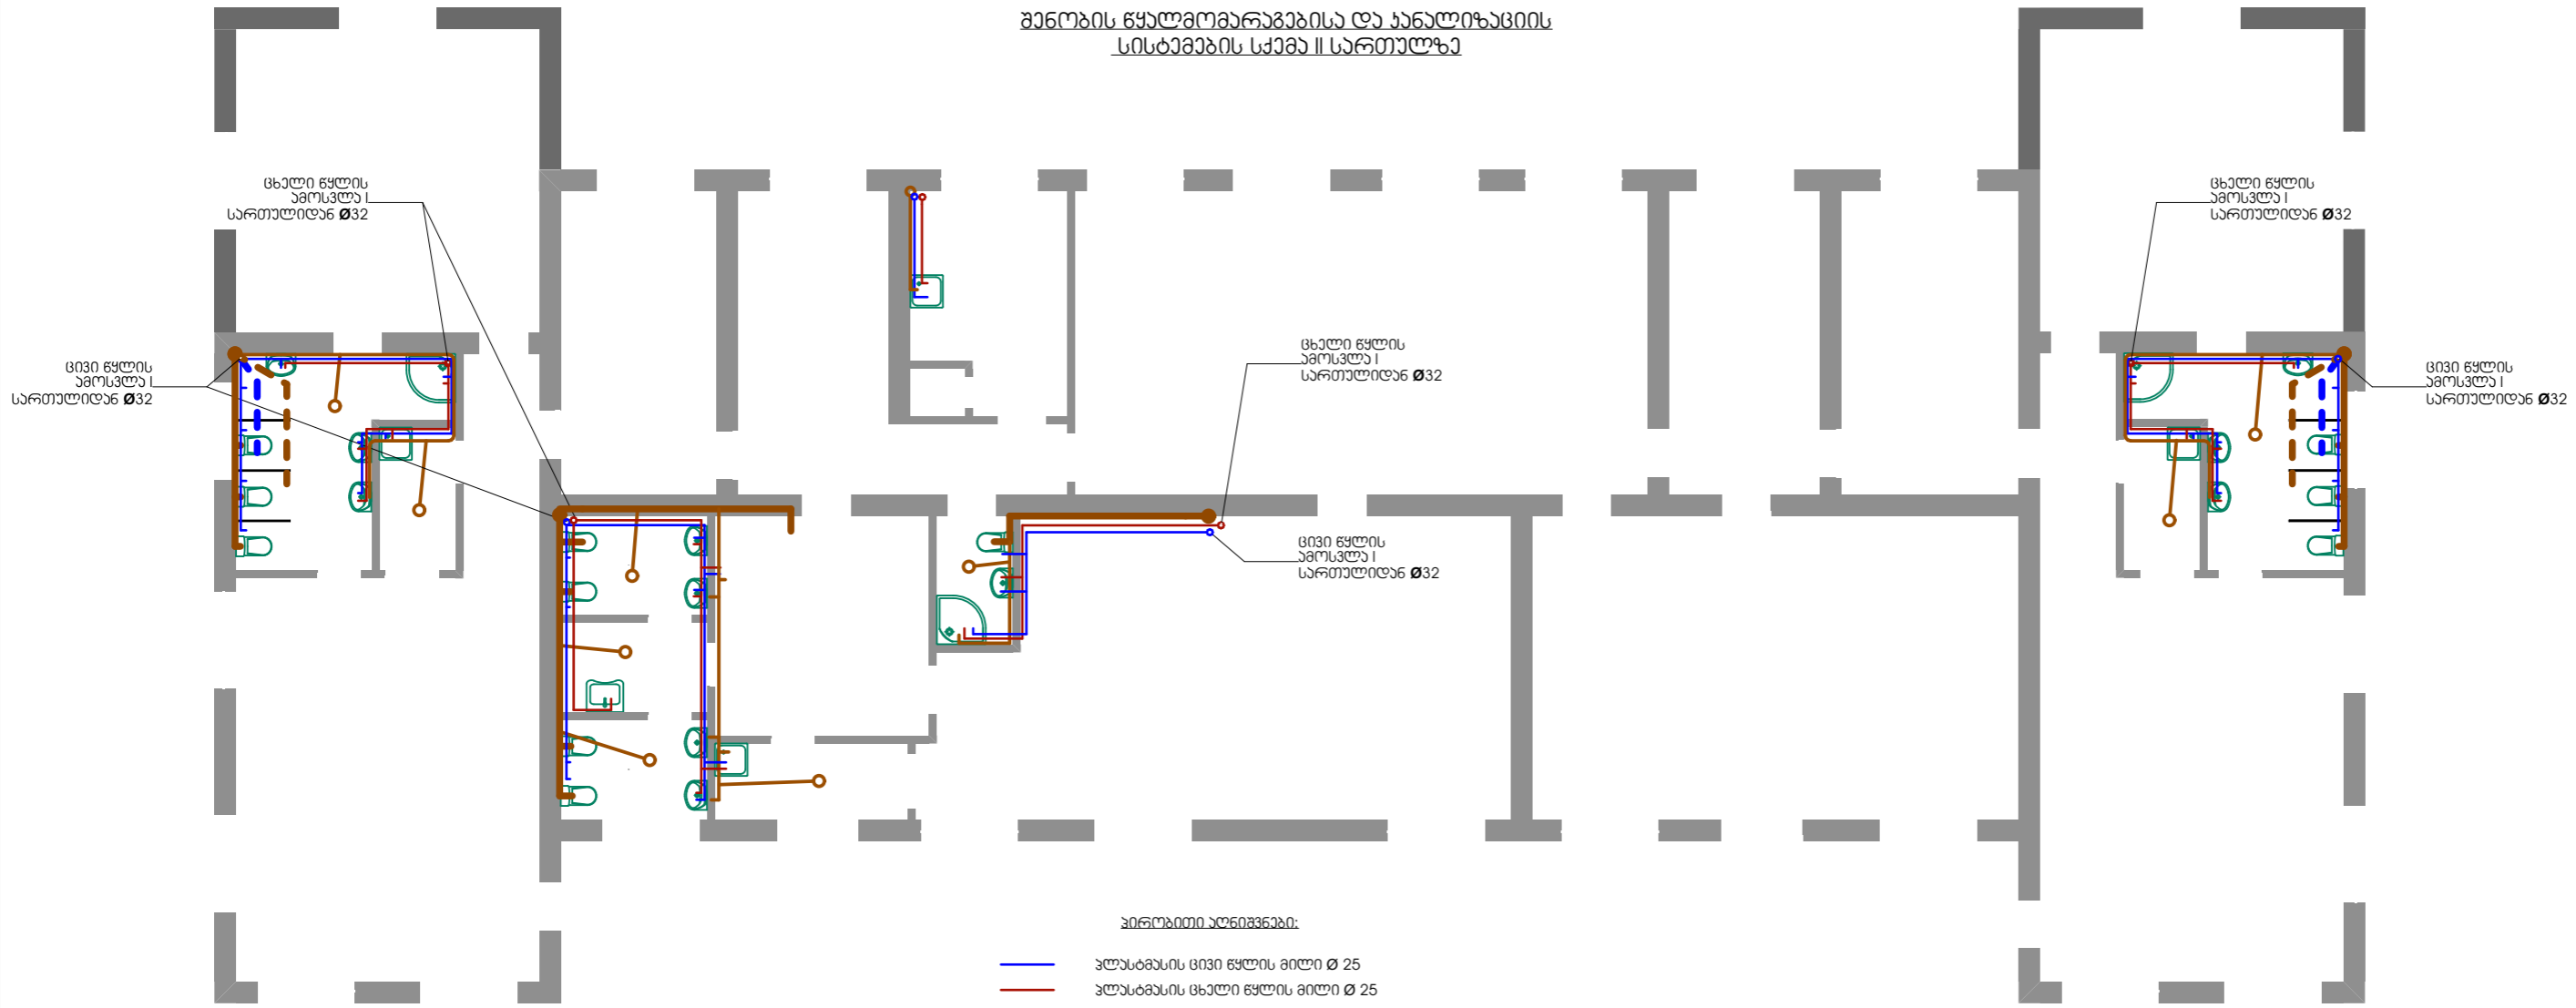 შენობის წყალმომარაგებისა და კანალიზაციის
სისტემების სქემა II სართულზე
ცხელი წყლის
ამოსვლა I
სართულიდან Ø32
ცხელი წყლის
ამოსვლა I
სართულიდან Ø32
ცივი წყლის
ამოსვლა I
სართულიდან Ø32
ცხელი წყლის
ამოსვლა I
სართულიდან Ø32
ცივი წყლის
ამოსვლა I
სართულიდან Ø32
ცივი წყლის
ამოსვლა I
სართულიდან Ø32
პირობითი აღნიშვნები:
პლასტმასის ცივი წყლის მილი Ø 25
პლასტმასის ცხელი წყლის მილი Ø 25